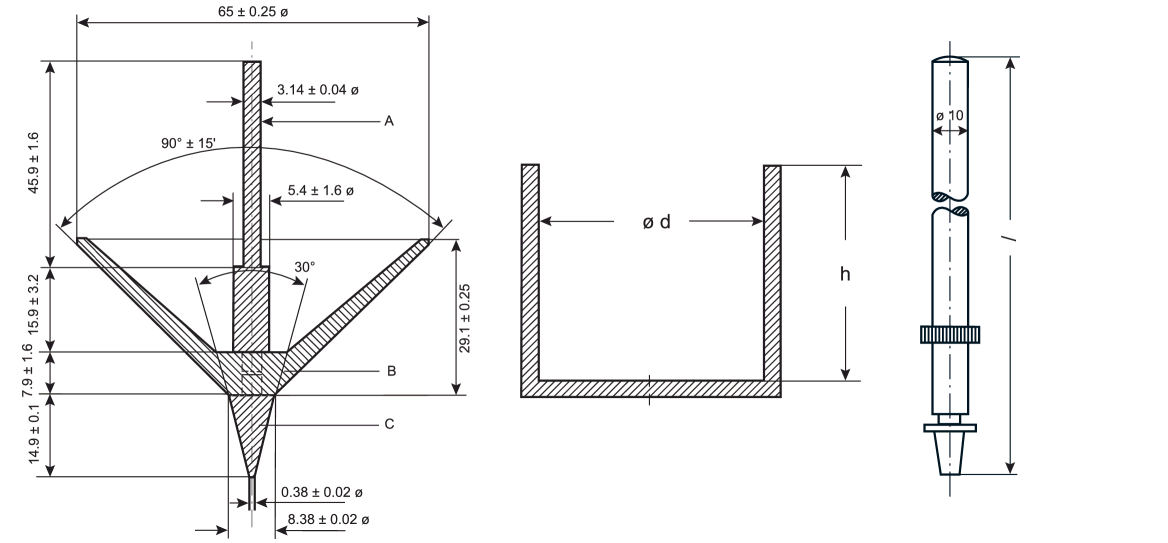 65 ± 0.25 ø
3.14 ± 0.04 ø
A
90° ± 15'
45.9 ± 1.6
5.4 ± 1.6 ø
30°
15.9 ± 3.2
29.1 ± 0.25
7.9 ± 1.6
B
14.9 ± 0.1
C
0.38 ± 0.02 ø
8.38 ± 0.02 ø
ø d
h
ø 10
l